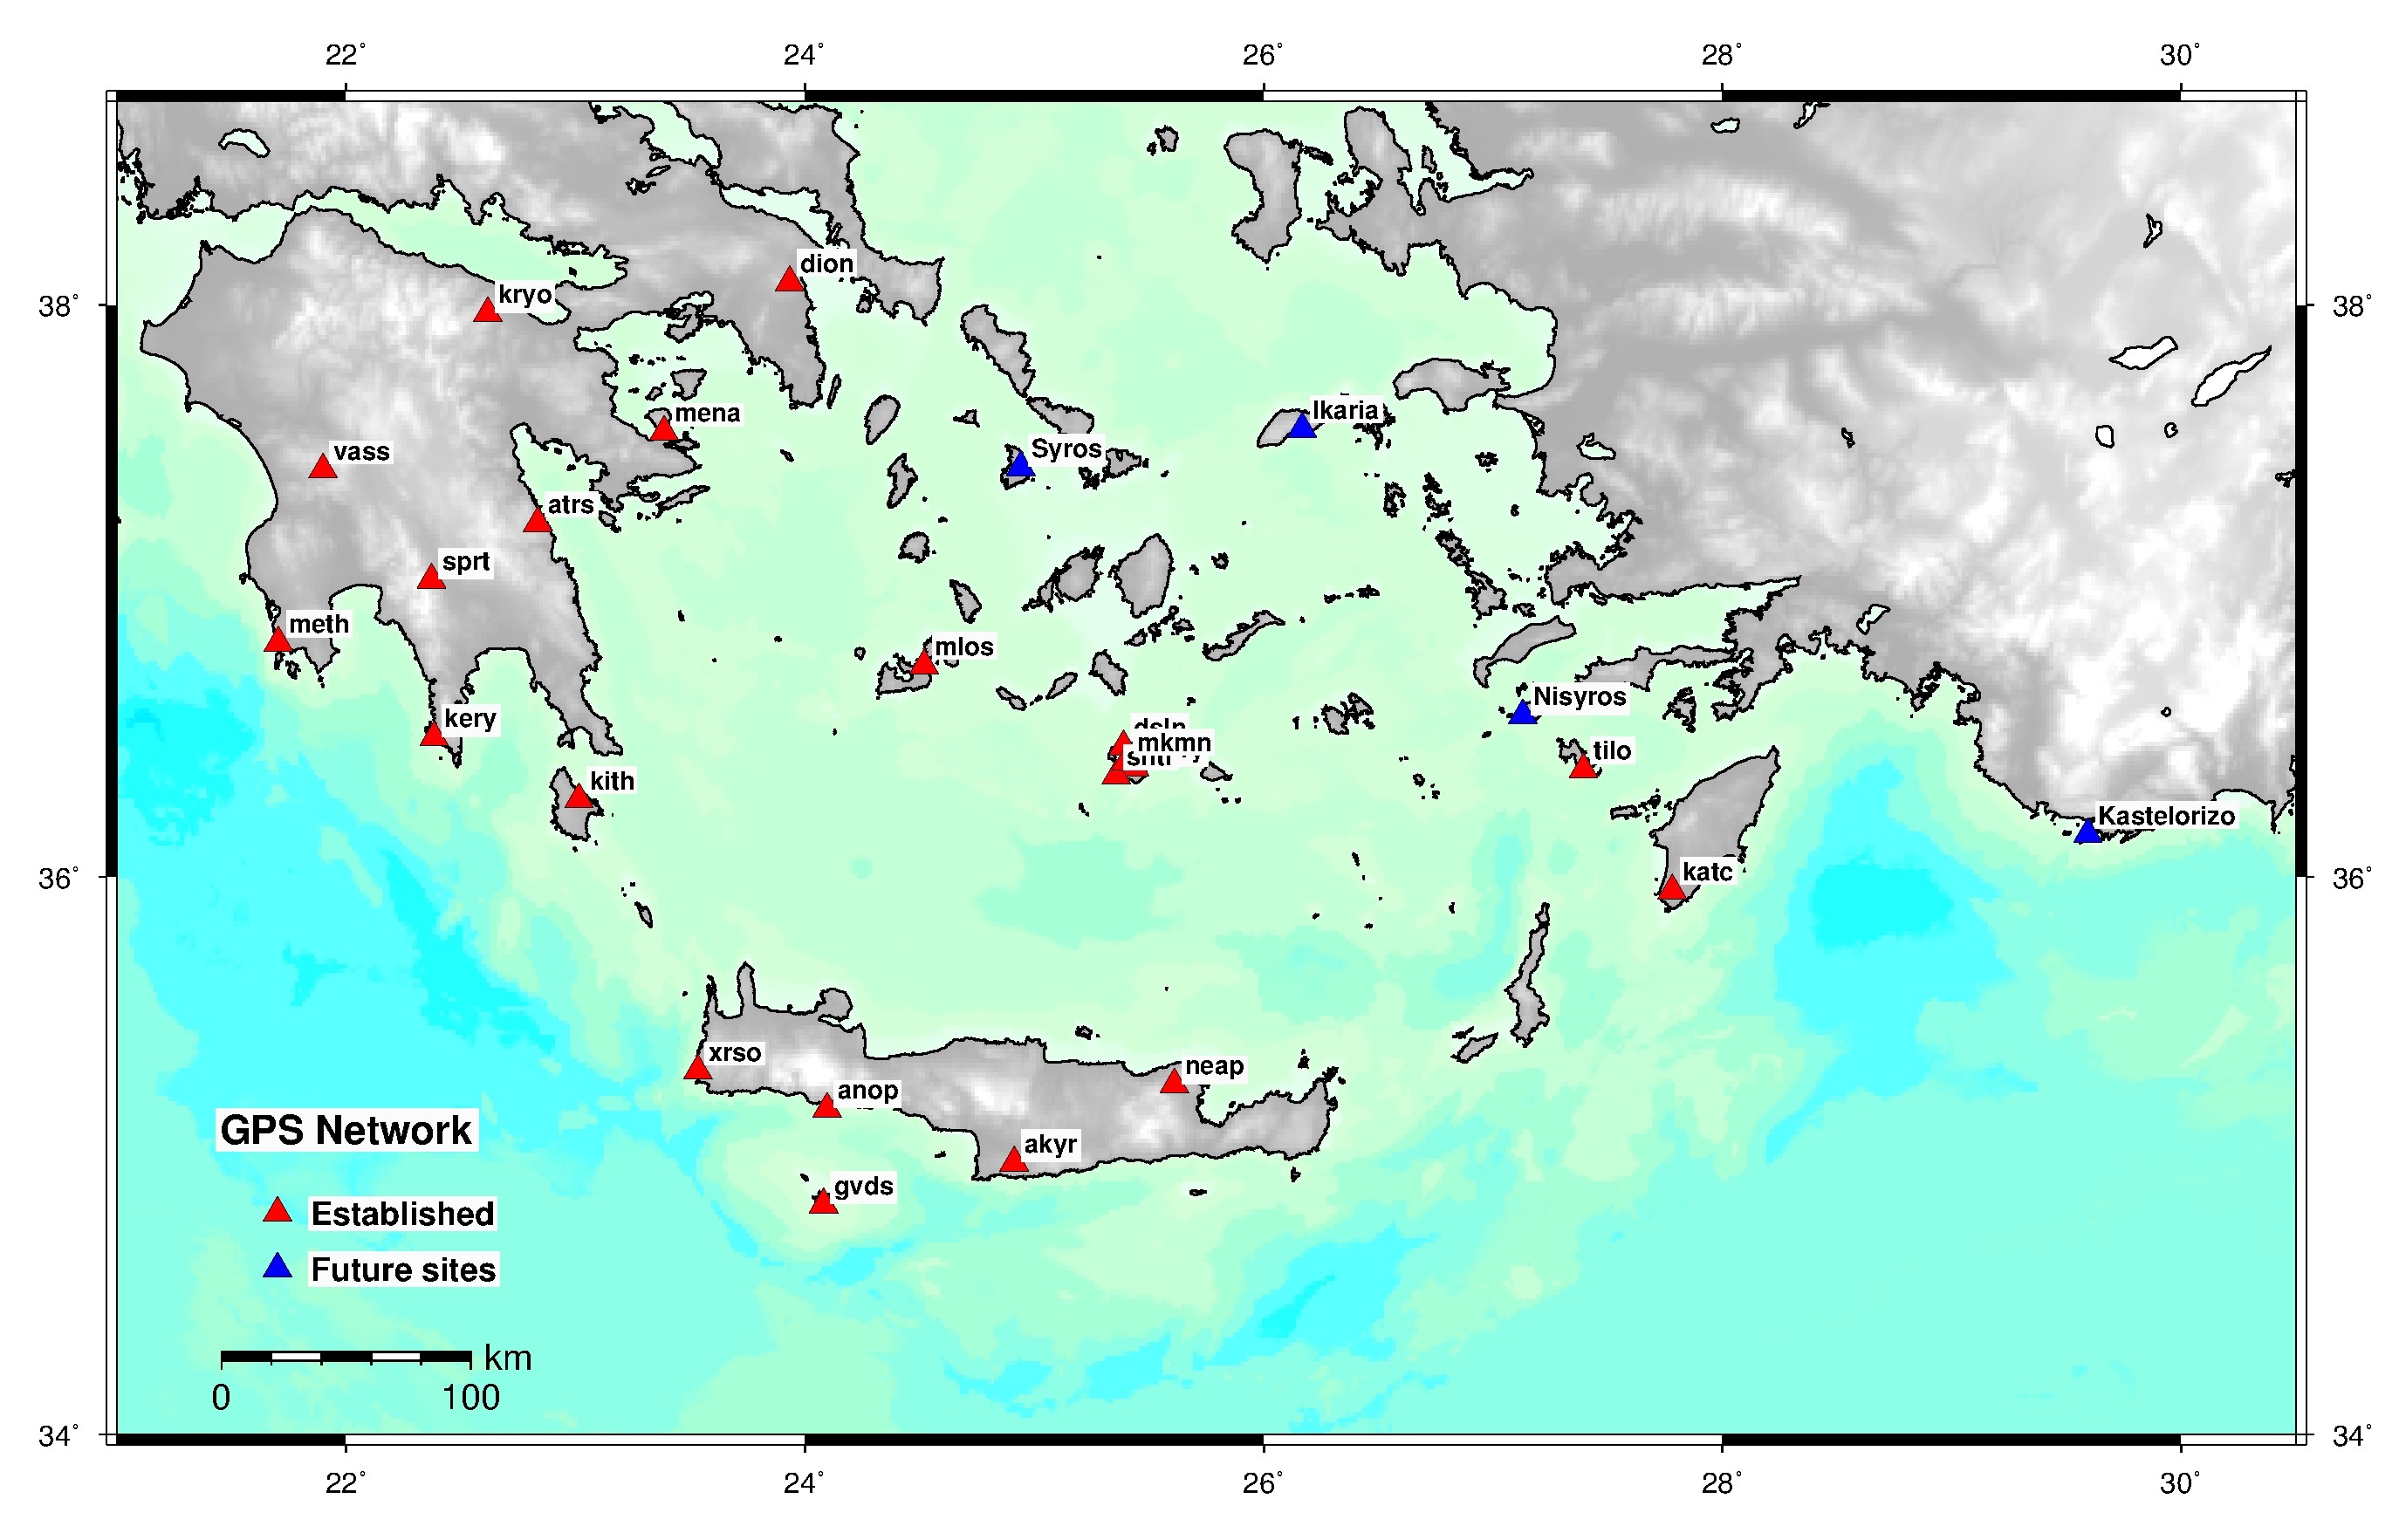 22°
24°
26°
28°
30°
38°
38°
dion
kryo
mena
Ikaria
Syros
vass
atrs
sprt
meth
mlos
Nisyros
kery
mkmn
tilo
kith
Kastelorizo
36°
36°
katc
xrso
neap
anop
akyr
gvds
GPS Network
Established
Future sites
km
0
100
34°
34°
22°
24°
26°
28°
30°